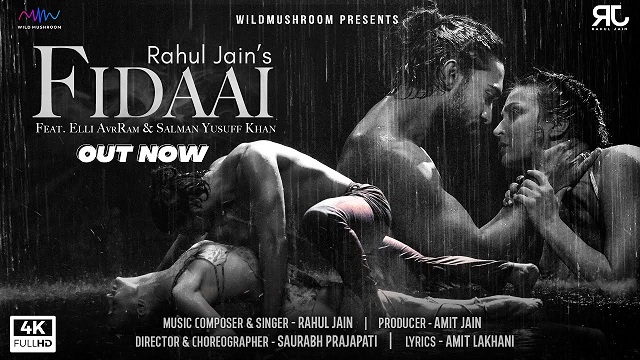 WILDMUSHROOM PRESENTS
WILD MUSHROOM
RJ
RAHUL JAIN
Rahul Jain's
FIDAAI
FEAT. ELLI AVRRAM & SALMAN YUSUFF KHAN
OUT NOW
4K
FULLHD
MUSIC COMPOSER & SINGER - RAHUL JAIN | PRODUCER - AMIT JAIN
DIRECTOR & CHOREOGRAPHER - SAURABH PRAJAPATI | LYRICS - AMIT LAKHANI